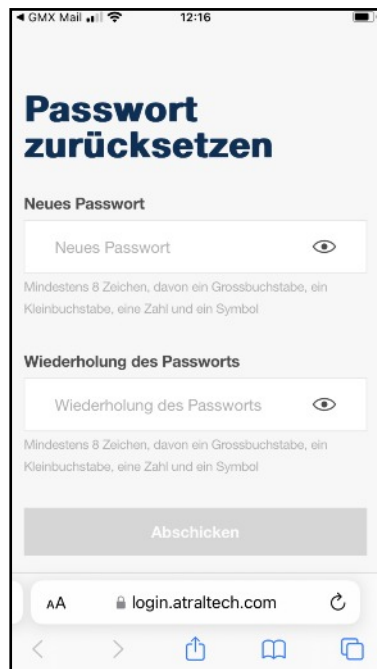 ◀ GMX Mail 12:16
Passwort
zurücksetzen
Neues Passwort
Neues Passwort
Mindestens 8 Zeichen, davon ein Grossbuchstabe, ein
Kleinbuchstabe, eine Zahl und ein Symbol
Wiederholung des Passworts
Wiederholung des Passworts
Mindestens 8 Zeichen, davon ein Grossbuchstabe, ein
Kleinbuchstabe, eine Zahl und ein Symbol
Abschicken
AA login.atraltech.com